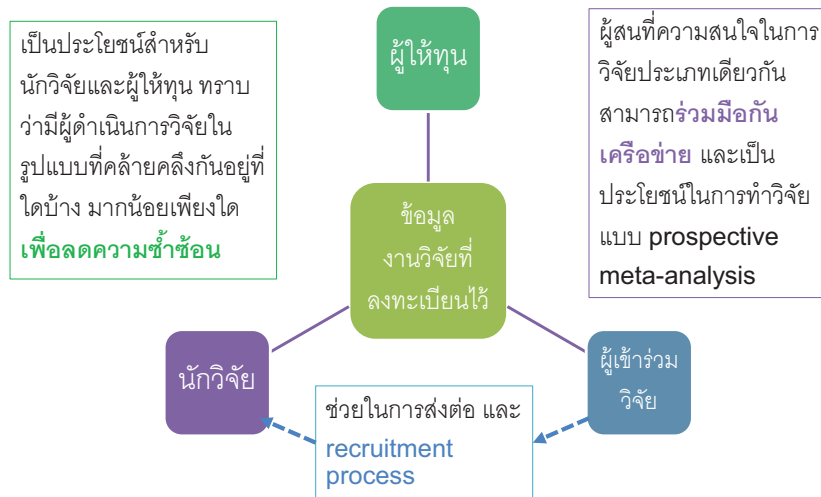 เป็นประโยชน์สำหรับ
นักวิจัยและผู้ให้ทุน ทราบ
ว่ามีผู้ดำเนินการวิจัยใน
รูปแบบที่คล้ายคลึงกันอยู่ที่
ใดบ้าง มากน้อยเพียงใด
เพื่อลดความซ้ำซ้อน
ผู้ให้ทุน
ผู้สนที่ความสนใจในการ
วิจัยประเภทเดียวกัน
สามารถร่วมมือกัน
เครือข่าย และเป็น
ประโยชน์ในการทำวิจัย
แบบ prospective
meta-analysis
ข้อมูล
งานวิจัยที่
ลงทะเบียนไว้
นักวิจัย
ผู้เข้าร่วม
วิจัย
ช่วยในการส่งต่อ และ
recruitment
process